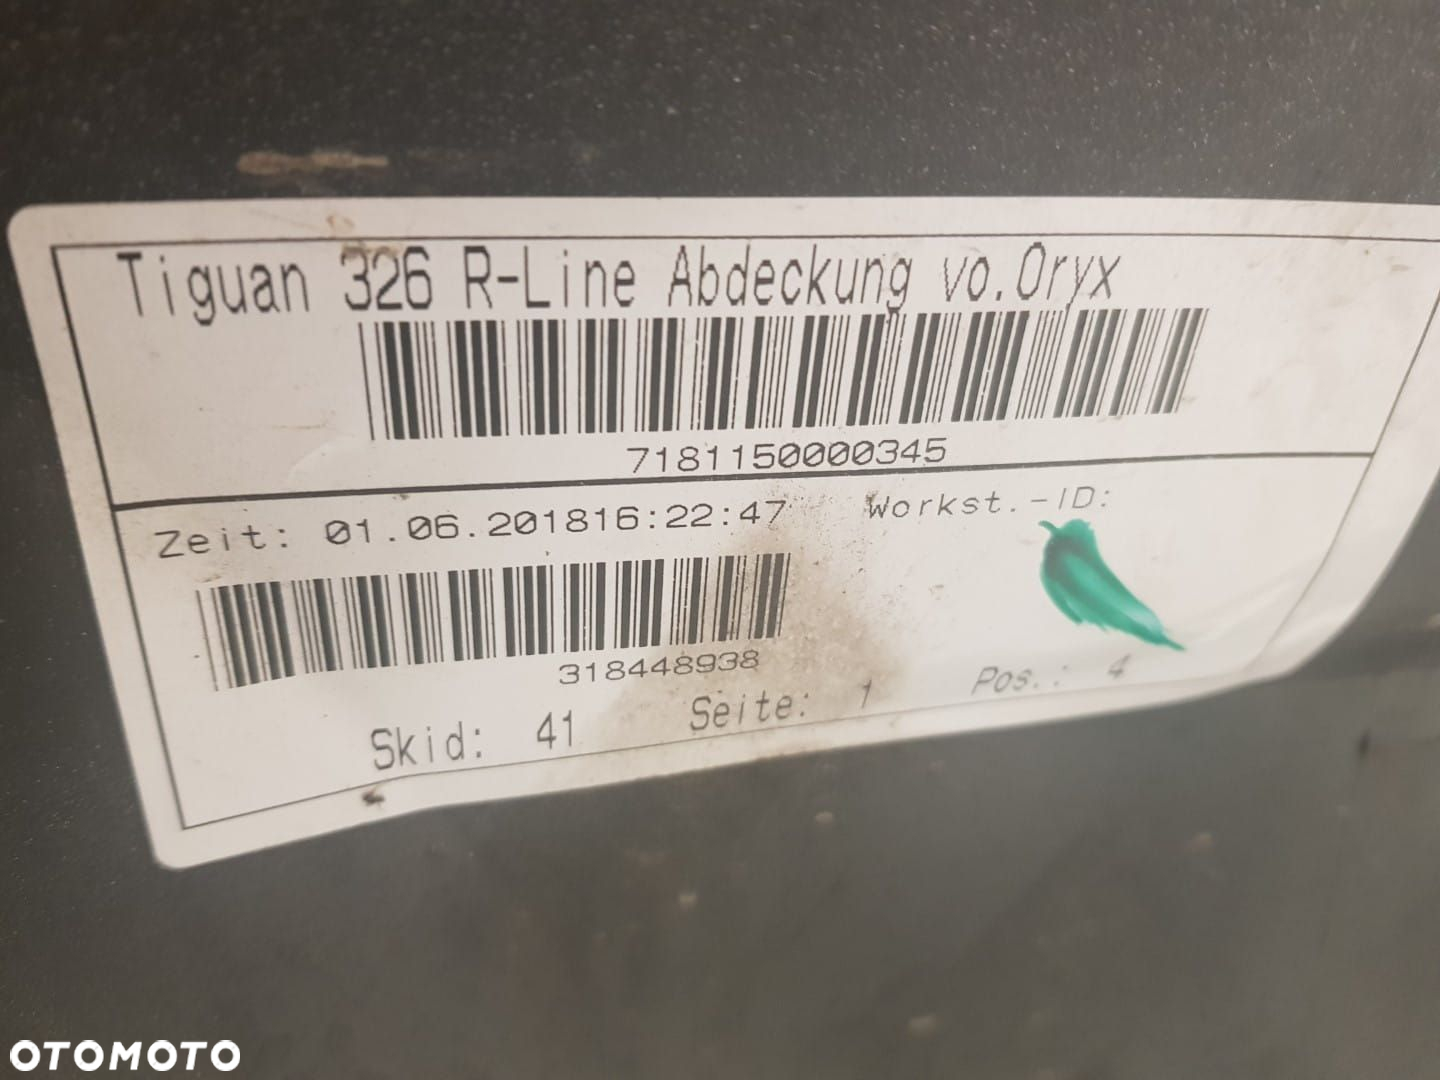 Tiguan 326 R-Line Abdeckung vo.Oryx
7181150000345
Zeit: 01.06.201816:22:47 Workst.-ID:
318448938
Skid: 41 Seite: 1 Pos.: 4
OTOMOTO